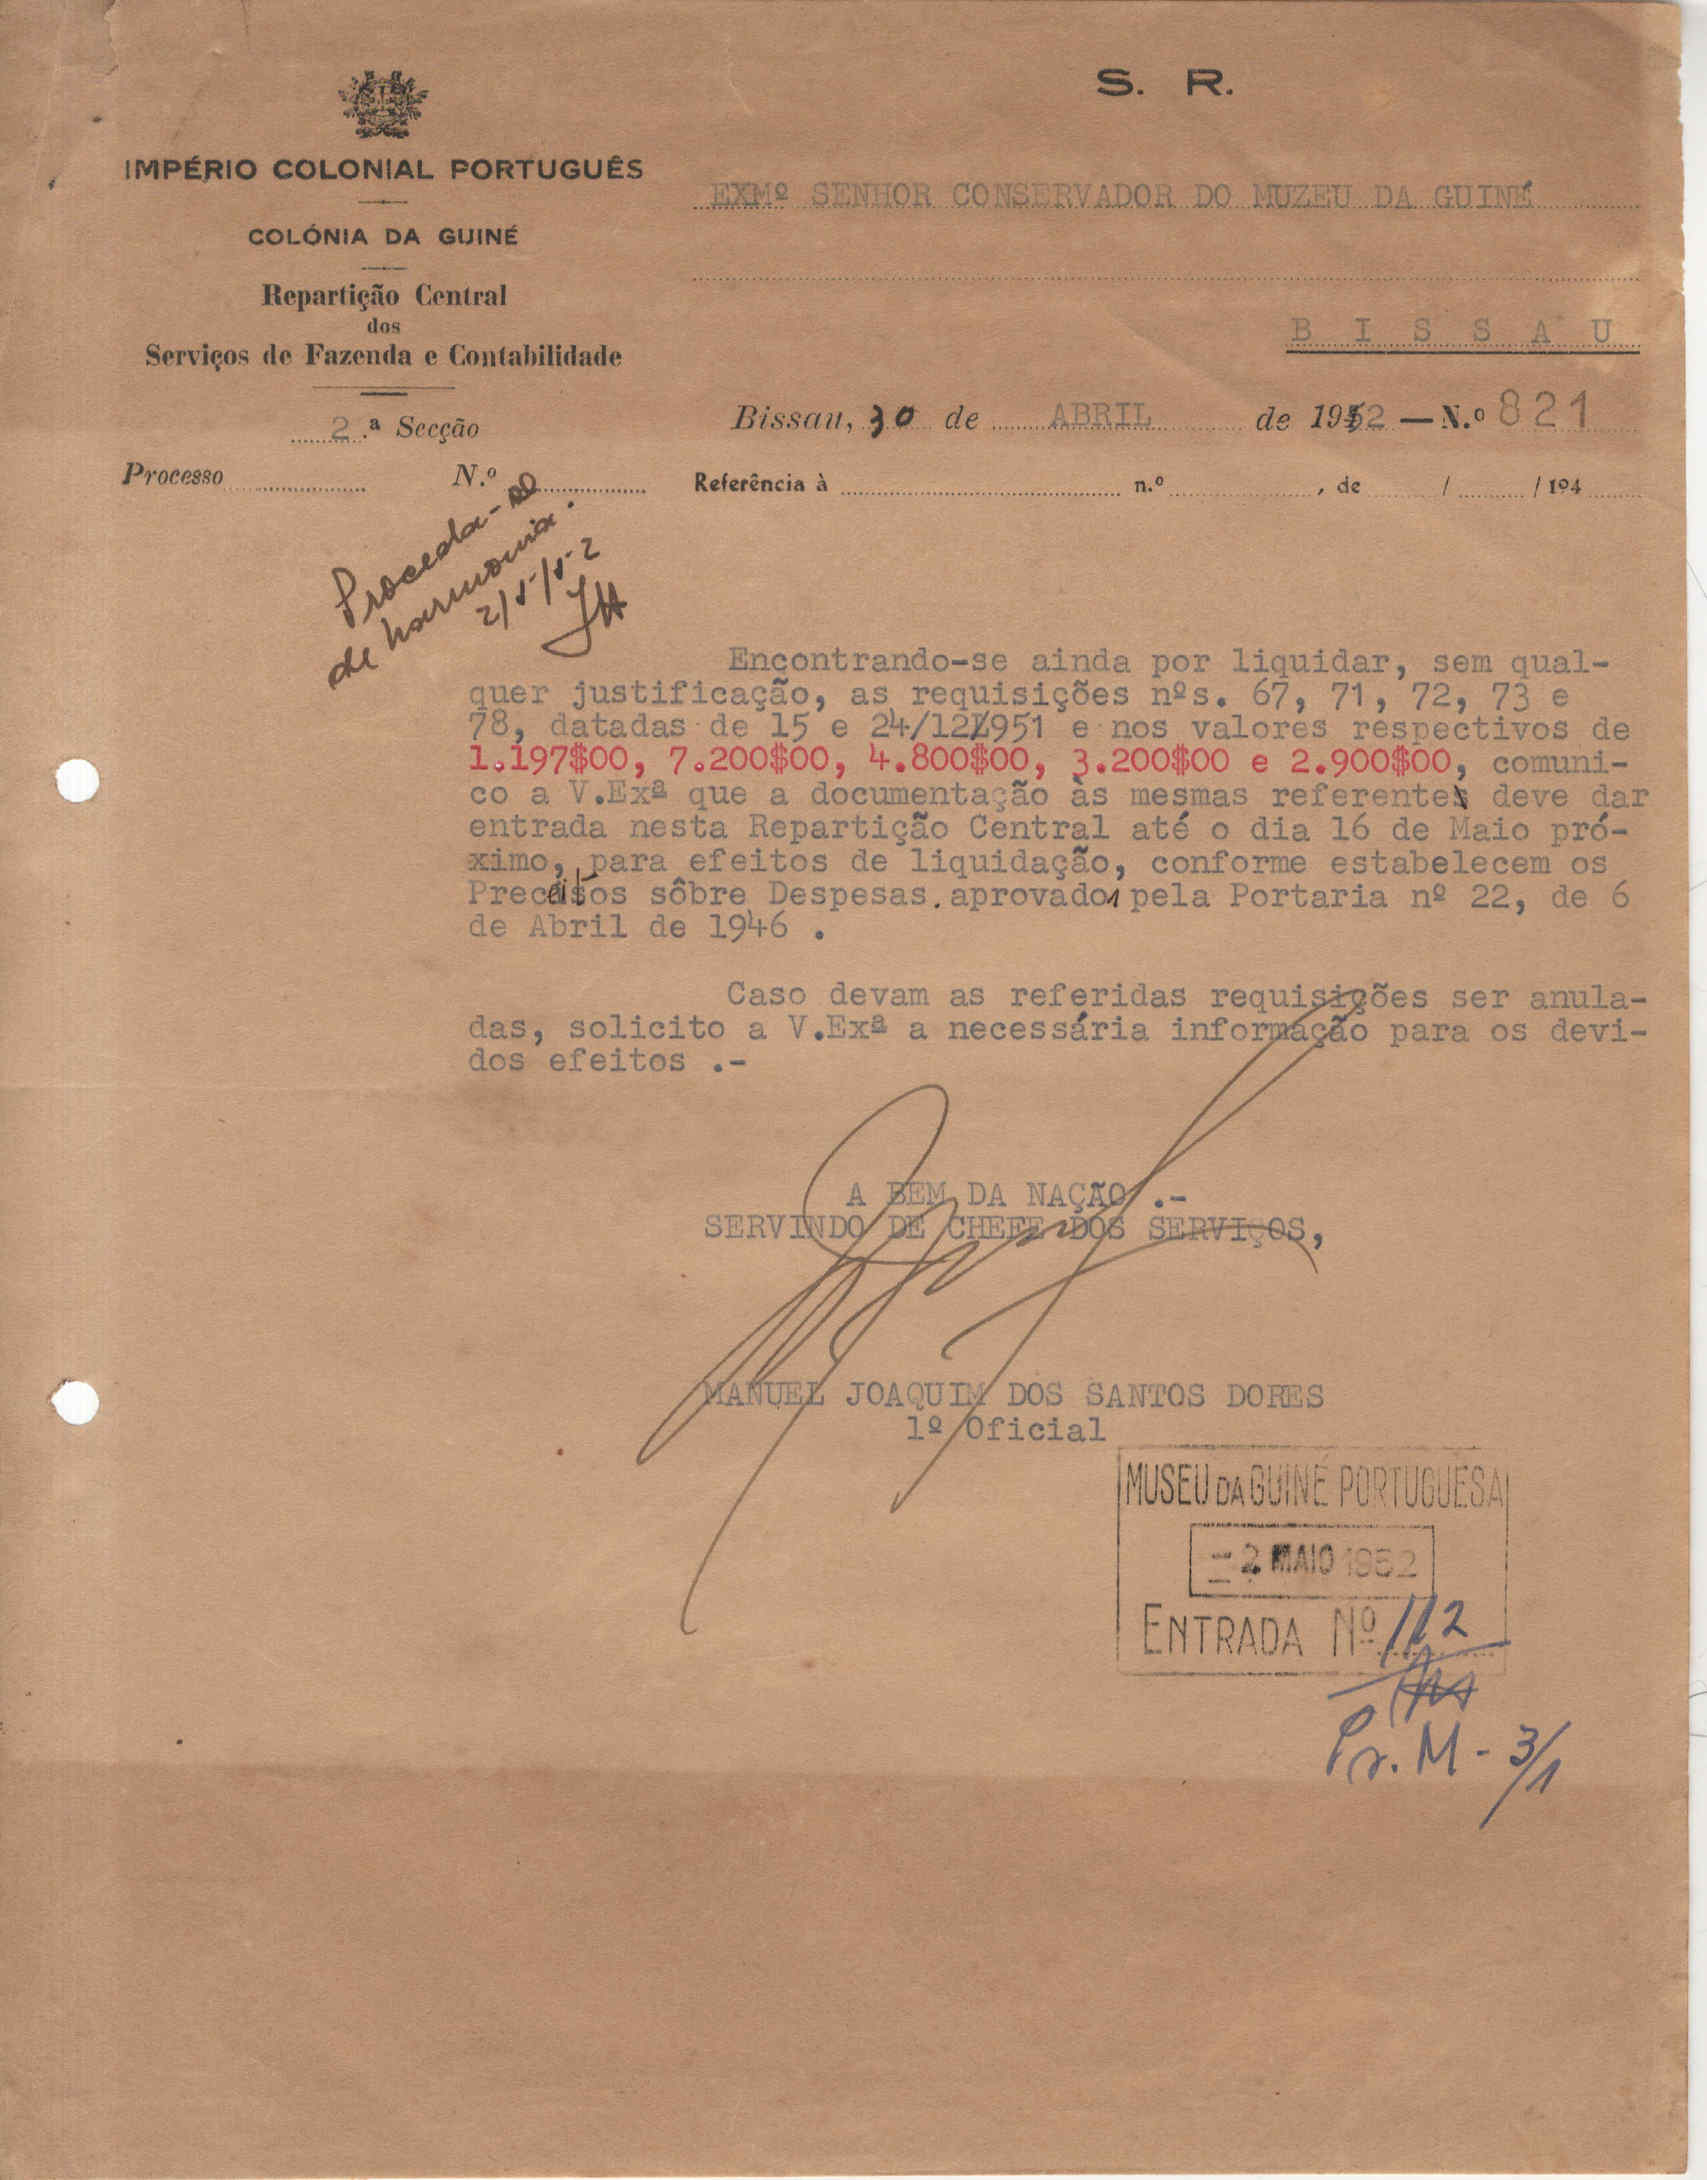 S. R.
IMPÉRIO COLONIAL PORTUGUÊS
COLÓNIA DA GUINÉ
Repartição Central
dos
Serviços de Fazenda e Contabilidade
2.ª Secção
Processo N.º
EXMº SENHOR CONSERVADOR DO MUZEU DA GUINÉ
B I S S A U
Bissau, 30 de ABRIL de 1952 — N.º 821
Referência à n.º , de / / 194
Proceda-se
de harmonia.
2/5/52
Encontrando-se ainda por liquidar, sem qual-
quer justificação, as requisições nºs. 67, 71, 72, 73 e
78, datadas de 15 e 24/12/951 e nos valores respectivos de
1.197$00, 7.200$00, 4.800$00, 3.200$00 e 2.900$00, comuni-
co a V.Exª que a documentação às mesmas referente deve dar
entrada nesta Repartição Central até o dia 16 de Maio pró-
ximo, para efeitos de liquidação, conforme estabelecem os
Preceitos sôbre Despesas, aprovados pela Portaria nº 22, de 6
de Abril de 1946 .
Caso devam as referidas requisições ser anula-
das, solicito a V.Exª a necessária informação para os devi-
dos efeitos .-
A BEM DA NAÇÃO .-
SERVINDO DE CHEFE DOS SERVIÇOS,
MANUEL JOAQUIM DOS SANTOS DORES
1º Oficial
MUSEU DA GUINÉ PORTUGUESA
-2 MAIO 1952
ENTRADA Nº 112
Pr. M - 3/1